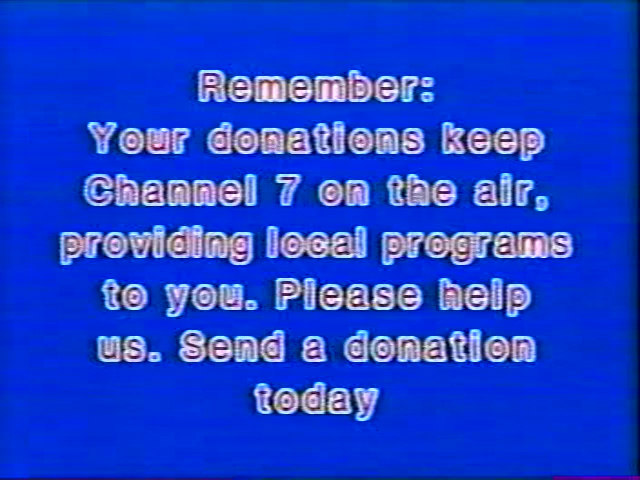 Remember:
Your donations keep
Channel 7 on the air,
providing local programs
to you. Please help
us. Send a donation
today